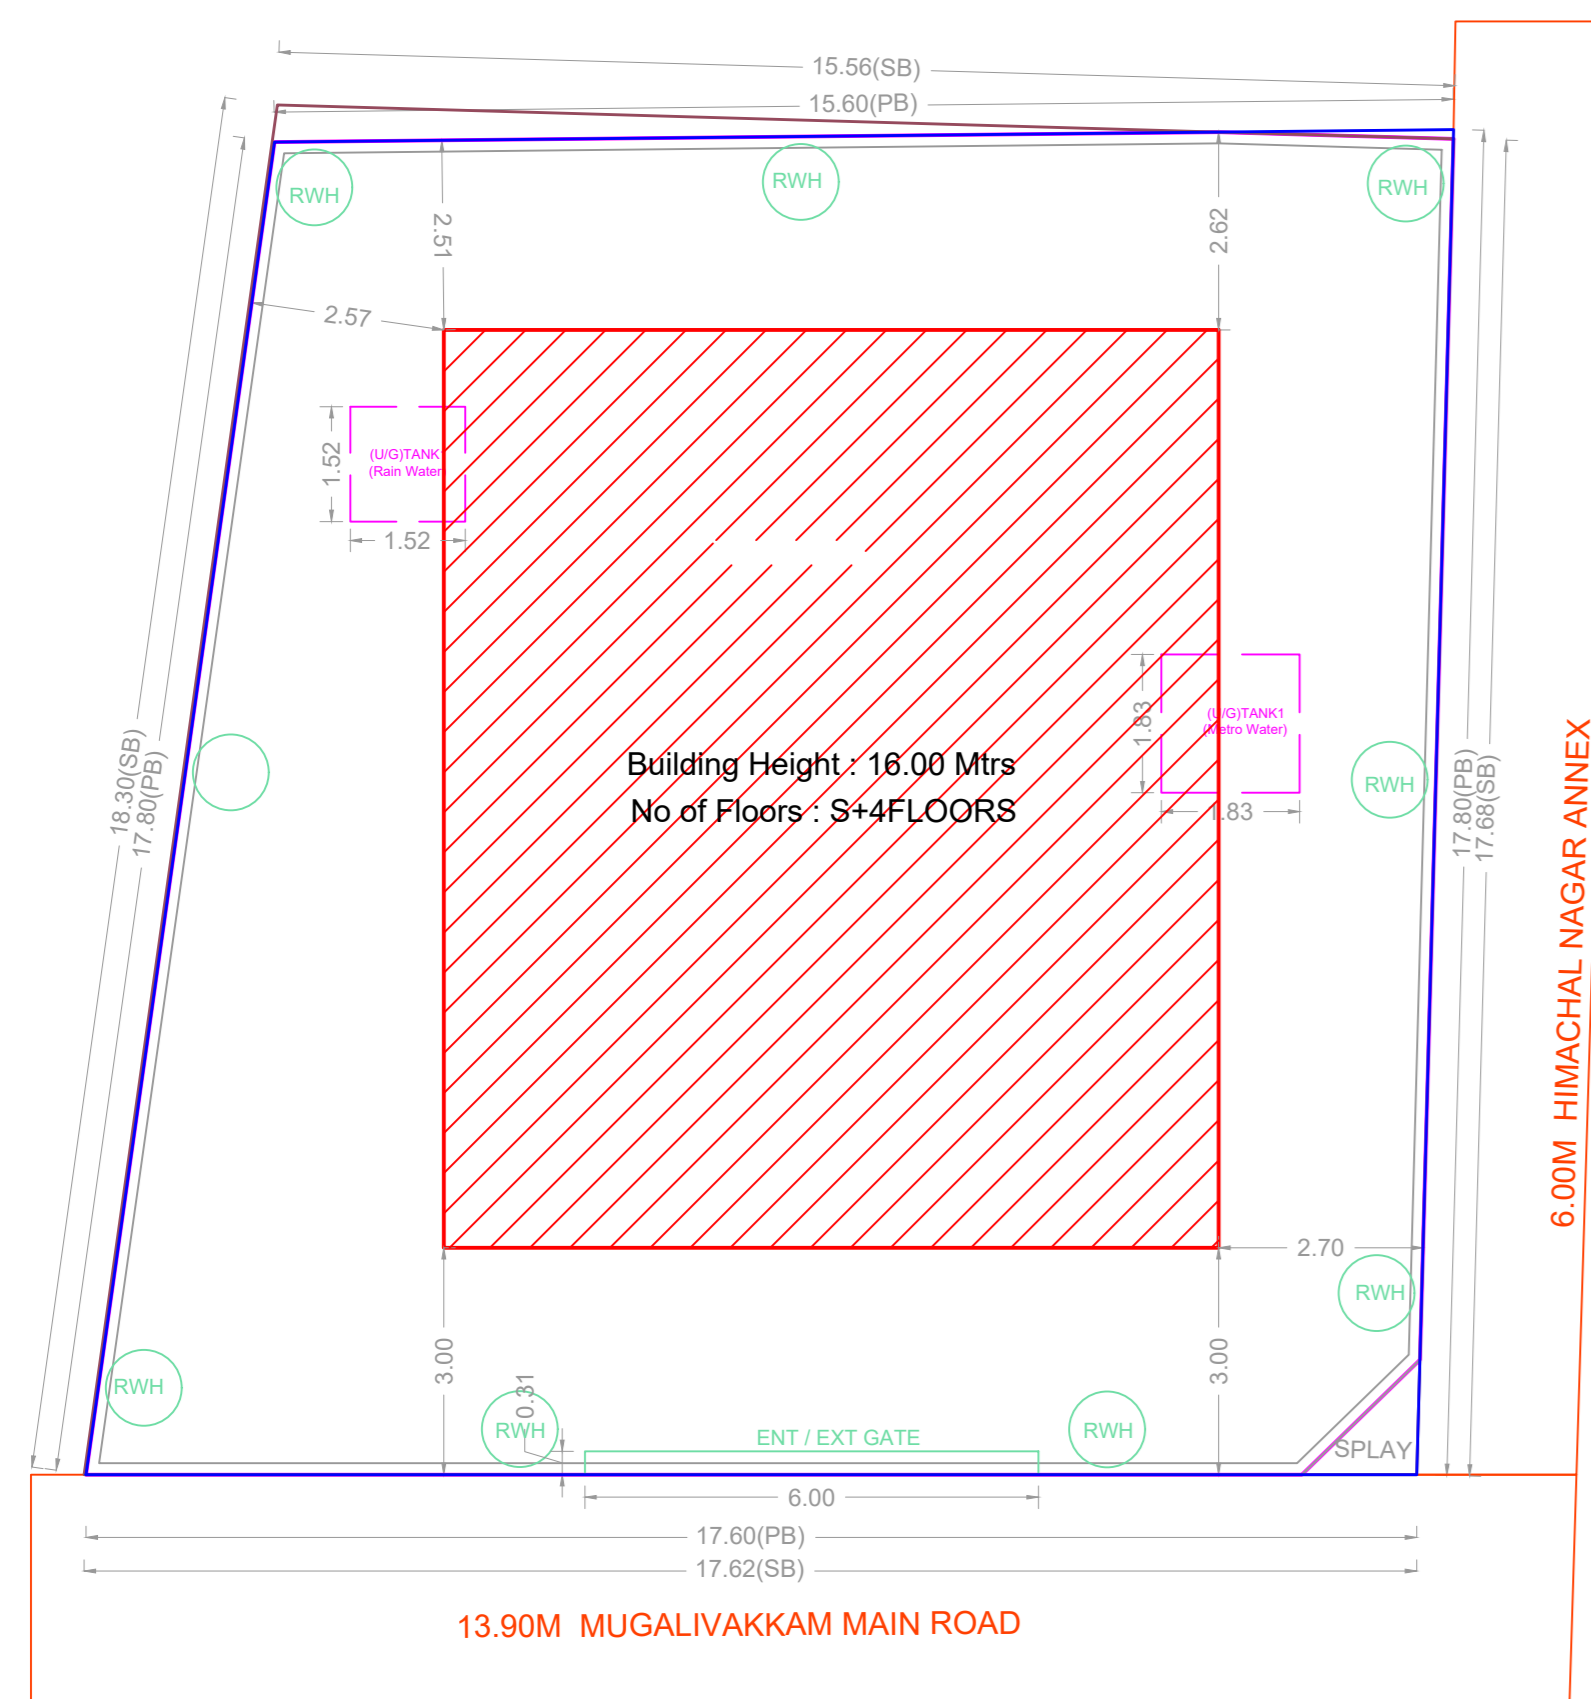 15.56(SB)
15.60(PB)
RWH
RWH
RWH
2.51
2.62
2.57
1.52
(U/G)TANK
(Rain Water
1.52
18.30(SB)
17.80(PB)
1.83
(U/G)TANK1
(Metro Water)
1.83
Building Height : 16.00 Mtrs
No of Floors : S+4FLOORS
RWH
17.80(PB)
17.68(SB)
6.00M HIMACHAL NAGAR ANNEX
2.70
RWH
3.00
3.00
RWH
0.31
RWH
RWH
ENT / EXT GATE
SPLAY
6.00
17.60(PB)
17.62(SB)
13.90M MUGALIVAKKAM MAIN ROAD